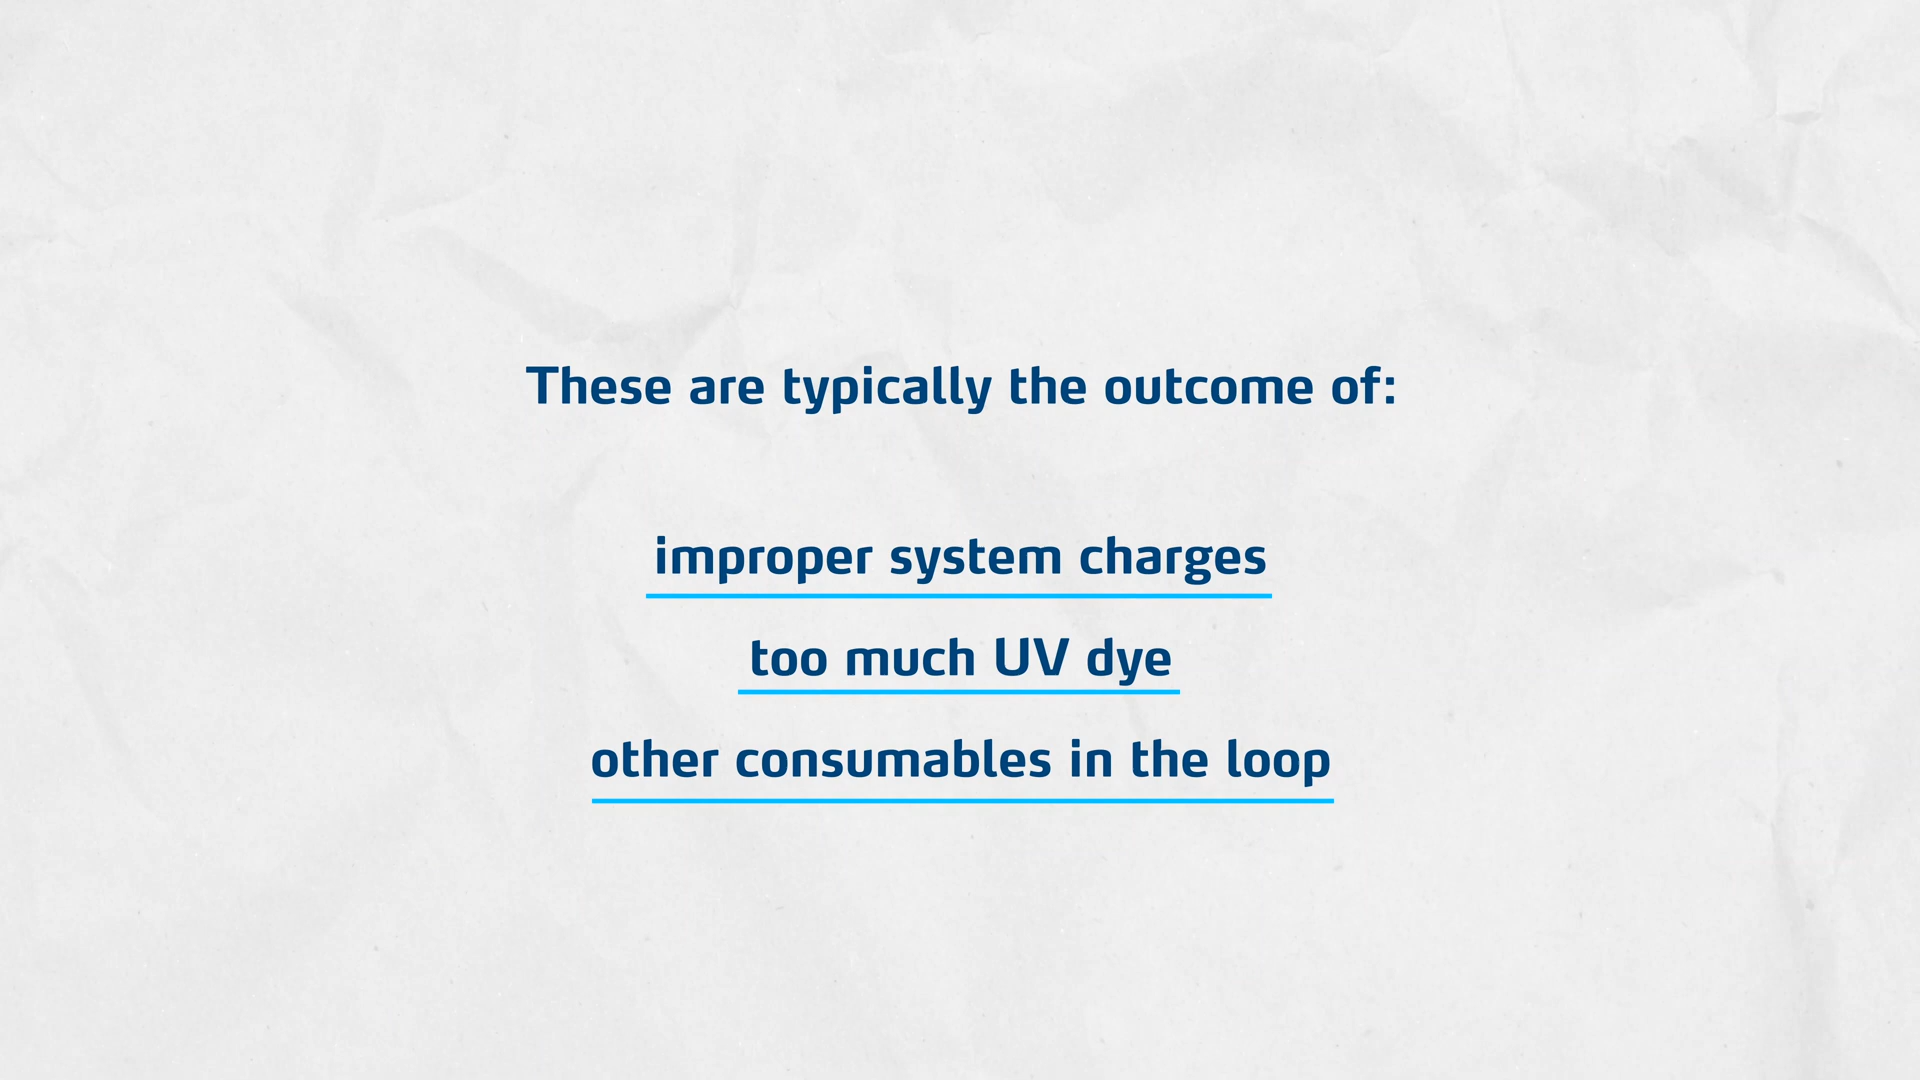 These are typically the outcome of:
improper system charges
too much UV dye
other consumables in the loop